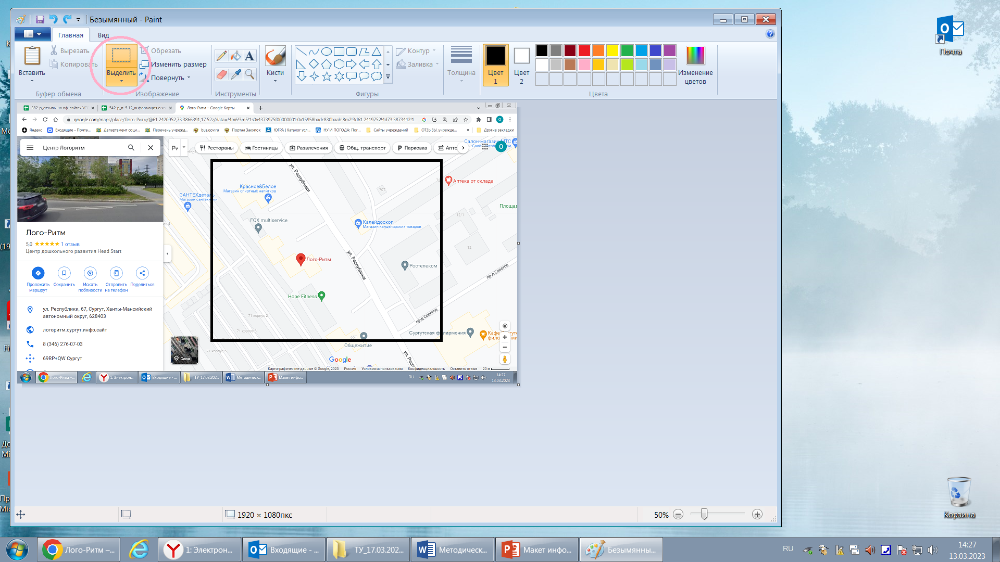 Безымянный - Paint
Главная
Вид
Вставить
Вырезать
Копировать
Буфер обмена
Выделить
Обрезать
Изменить размер
Повернуть
Изображение
Инструменты
Кисти
Фигуры
Контур
Заливка
Толщина
Цвет 1
Цвет 2
Изменение цветов
Цвета
Почта
382-р_отзывы на оф. сайтах УС
542-р_п. 5.12_информация о хо
Лого-Ритм – Google Карты
google.com/maps/place/Лого-Ритм/@61.2420952,73.3866391,17.52z/data=!4m6!3m5!1s0x4373975f00000001:0x15958badc830baab!8m2!3d61.2419752!4d73.3873442!1...
Яндекс
Входящие - Почта...
Департамент соци...
Перечень учрежд...
bus.gov.ru
Портал Закупок
ЮГРА | Каталог усл...
НУ И ПОГОДА: Пог...
Сайты учреждений
ОТЗЫВЫ_учрежде...
»
Другие закладки
Центр Логоритм
Рестораны
Гостиницы
Развлечения
Общ. транспорт
Парковка
Апте
Салон-магазин МТС
O
Лого-Ритм
5,0 ★★★★★ 1 отзыв
Центр дошкольного развития Head Start
Проложить маршрут
Сохранить
Искать поблизости
Отправить на телефон
Поделиться
ул. Республики, 67, Сургут, Ханты-Мансийский
автономный округ, 628403
логоритм.сургут.инфо.сайт
8 (346) 276-07-03
69RP+QW Сургут
ул. Республики
Красное&Белое
Магазин спиртных напитков
САНТЕХдеталь
Магазин сантехники
70Т
Аптека от склада
Площад
12/1
FOX multiservice
Калейдоскоп
Магазин канцелярских товаров
12
Лого-Ритм
ул. Республики
Ростелеком
пр-д Советов
Hope Fitness
71 корпус 2
пр-д Советов
71 корпус 3
65Т
Сургутская филармония
Общежитие
71 корпус 5
Слои
Google
Картографические данные © Google, 2023
Россия
Условия использования
Конфиденциальность
Оставить отзыв
20 м
Лого-Ритм –...
1: Электрон...
Входящие - ...
ТУ_17.03.202...
Методическ...
Макет инфо...
RU
14:27
13.03.2023
1920 × 1080пкс
50%
Корзина
Лого-Ритм –...
1: Электрон...
Входящие - ...
ТУ_17.03.202...
Методическ...
Макет инфо...
Безымянны...
RU
14:27
13.03.2023